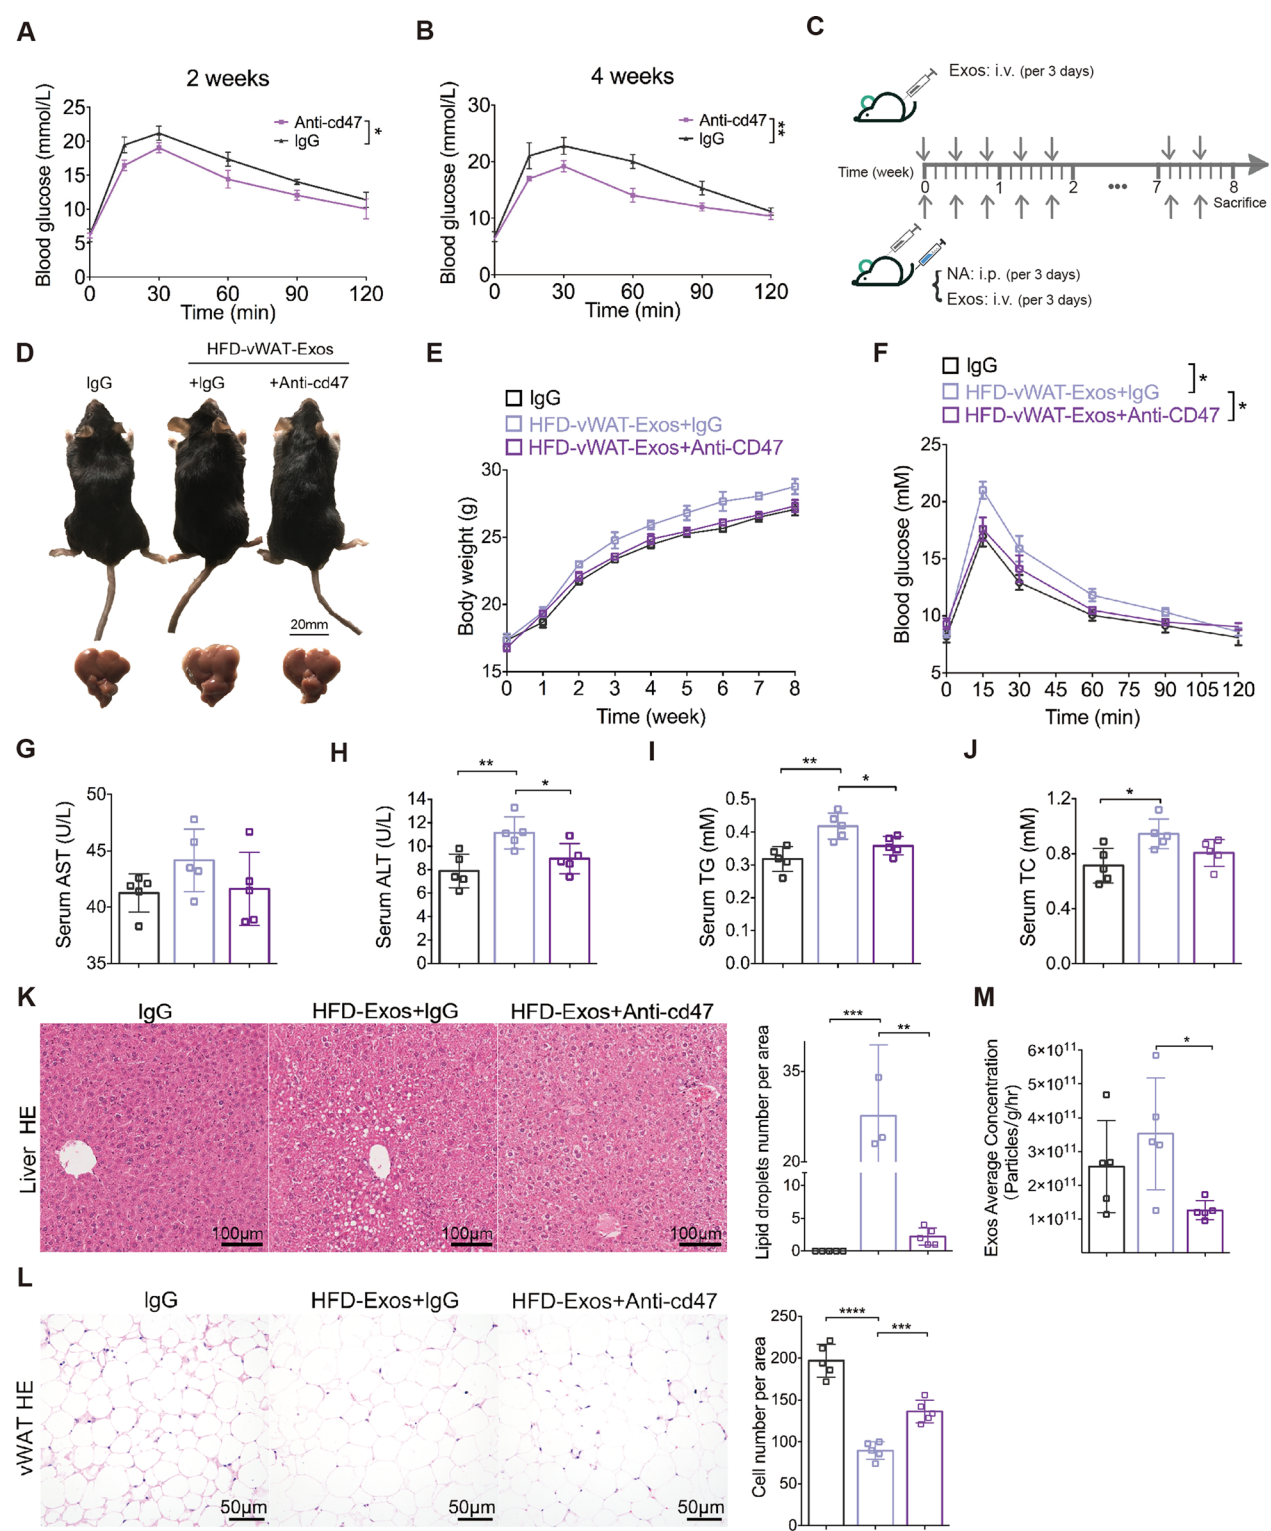 A
2 weeks
Blood glucose (mmol/L)
25
20
15
10
5
0
Anti-cd47
IgG
*
0 30 60 90 120
Time (min)
B
4 weeks
Blood glucose (mmol/L)
30
20
10
0
Anti-cd47
IgG
**
0 30 60 90 120
Time (min)
C
Exos: i.v. (per 3 days)
Time (week)
0 1 2 ••• 7 8
Sacrifice
NA: i.p. (per 3 days)
Exos: i.v. (per 3 days)
D
HFD-vWAT-Exos
IgG +IgG +Anti-cd47
20mm
E
IgG
HFD-vWAT-Exos+IgG
HFD-vWAT-Exos+Anti-CD47
Body weight (g)
30
25
20
15
0 1 2 3 4 5 6 7 8
Time (week)
F
IgG
HFD-vWAT-Exos+IgG
HFD-vWAT-Exos+Anti-CD47
*
*
Blood glucose (mM)
25
20
15
10
5
0 15 30 45 60 75 90 105 120
Time (min)
G
Serum AST (U/L)
50
45
40
35
H
Serum ALT (U/L)
14
12
10
8
6
4
2
0
**
*
I
Serum TG (mM)
0.5
0.4
0.3
0.2
0.1
0.0
**
*
J
Serum TC (mM)
1.2
0.8
0.4
0.0
*
K
Liver HE
IgG HFD-Exos+IgG HFD-Exos+Anti-cd47
100μm 100μm 100μm
Lipid droplets number per area
35
20
10
5
0
***
**
M
Exos Average Concentration
(Particles/g/hr)
6×10¹¹
5×10¹¹
4×10¹¹
3×10¹¹
2×10¹¹
1×10¹¹
*
L
vWAT HE
IgG HFD-Exos+IgG HFD-Exos+Anti-cd47
50μm 50μm 50μm
Cell number per area
250
200
150
100
50
0
****
***